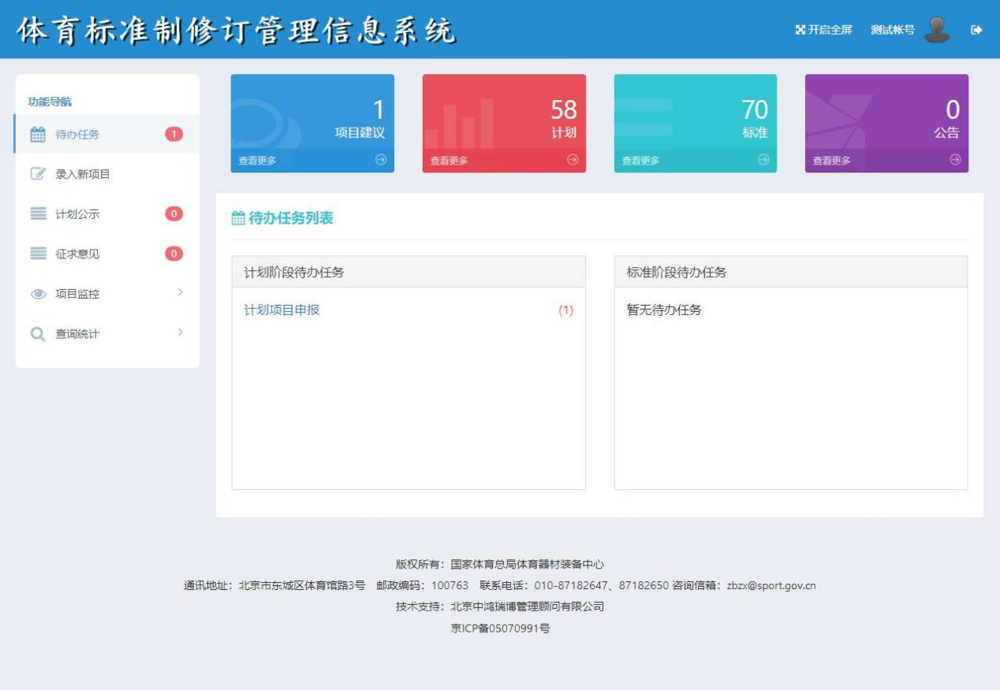 体育标准制修订管理信息系统
开启全屏 测试帐号
功能导航
待办任务 1
录入新项目
计划公示 0
征求意见 0
项目监控
查询统计
1
项目建议
查看更多
58
计划
查看更多
70
标准
查看更多
0
公告
查看更多
待办任务列表
计划阶段待办任务
计划项目申报 (1)
标准阶段待办任务
暂无待办任务
版权所有：国家体育总局体育器材装备中心
通讯地址：北京市东城区体育馆路3号 邮政编码：100763 联系电话：010-87182647、87182650 咨询信箱：zbzx@sport.gov.cn
技术支持：北京中鸿瑞博管理顾问有限公司
京ICP备05070991号